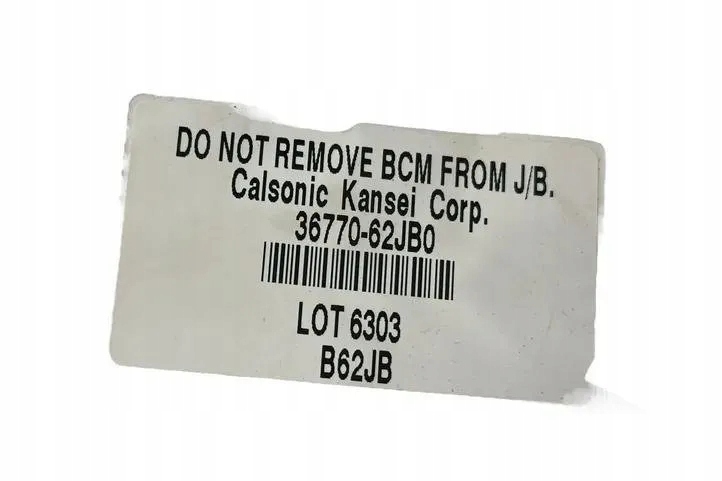 DO NOT REMOVE BCM FROM J/B.
Calsonic Kansei Corp.
36770-62JB0
LOT 6303
B62JB